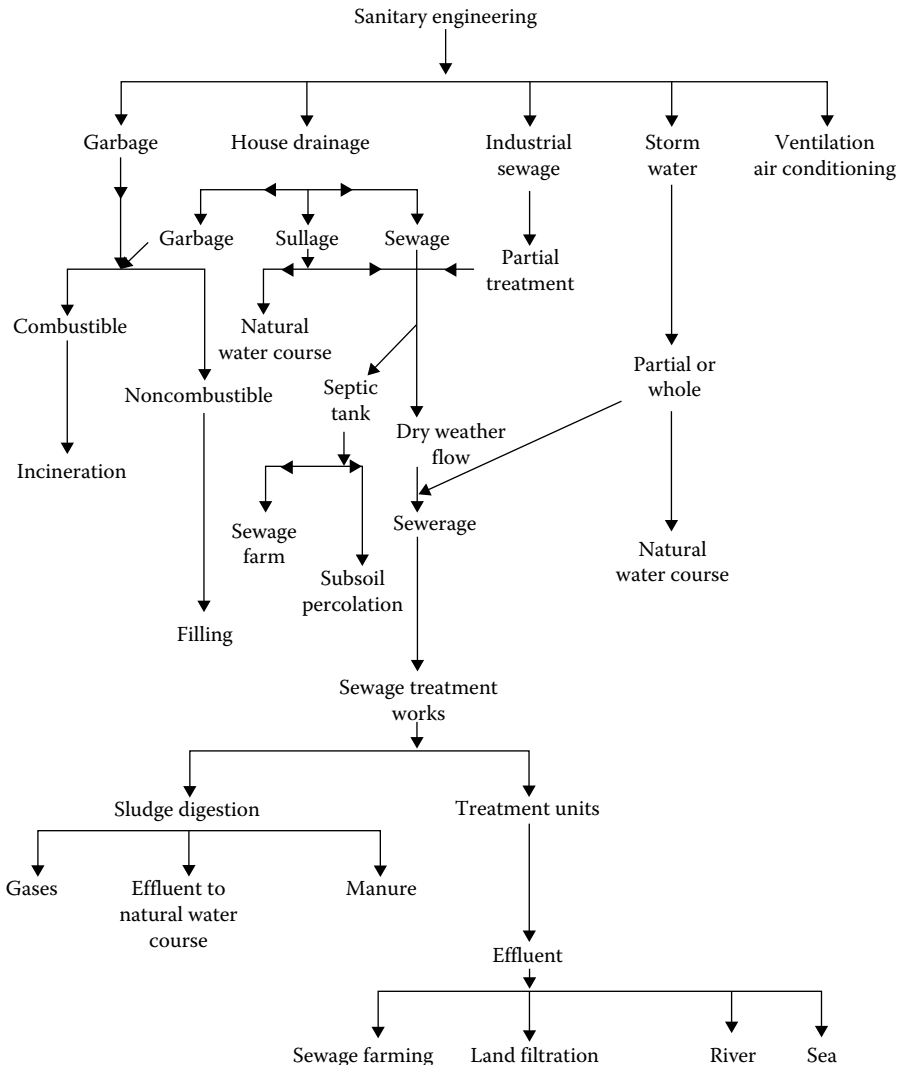 Sanitary engineering
Garbage
House drainage
Industrial
sewage
Storm
water
Ventilation
air conditioning
Garbage
Sullage
Sewage
Partial
treatment
Combustible
Natural
water course
Noncombustible
Septic
tank
Partial or
whole
Dry weather
flow
Incineration
Sewage
farm
Sewerage
Subsoil
percolation
Natural
water course
Filling
Sewage treatment
works
Sludge digestion
Treatment units
Gases
Effluent to
natural water
course
Manure
Effluent
Sewage farming
Land filtration
River
Sea